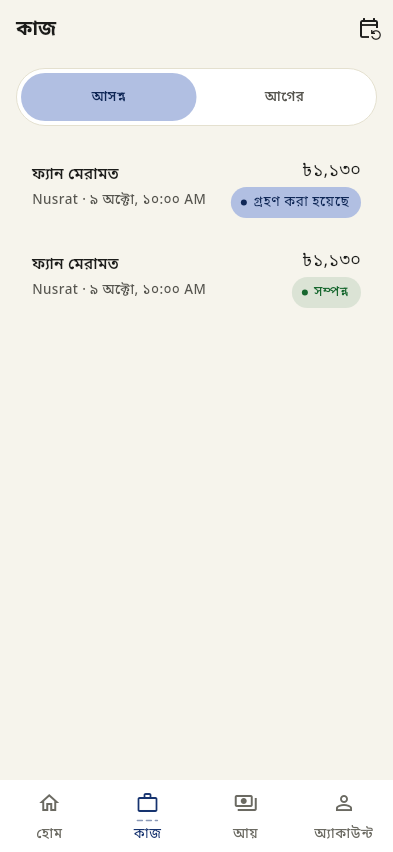 কাজ
আসন্ন
আগের
ফ্যান মেরামত
৳১,১৩০
Nusrat · ৯ অক্টো, ১০:০০ AM
গ্রহণ করা হয়েছে
ফ্যান মেরামত
৳১,১৩০
Nusrat · ৯ অক্টো, ১০:০০ AM
সম্পন্ন
হোম
কাজ
আয়
অ্যাকাউন্ট